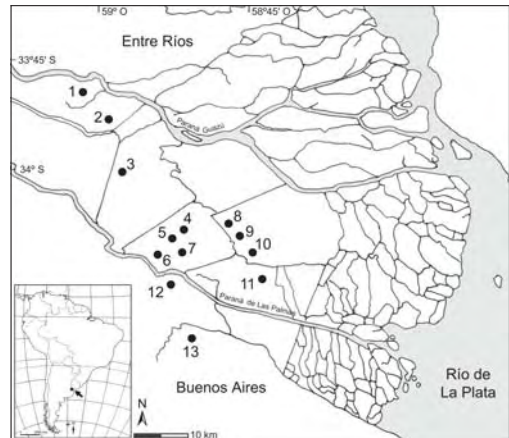 59º O
58º45' O
Entre Ríos
33º45' S
1
2
Paraná Guazú
34º S
3
4
5
6
7
8
9
10
11
12
Paraná de Las Palmas
13
Río de
La Plata
Buenos Aires
N
10 km